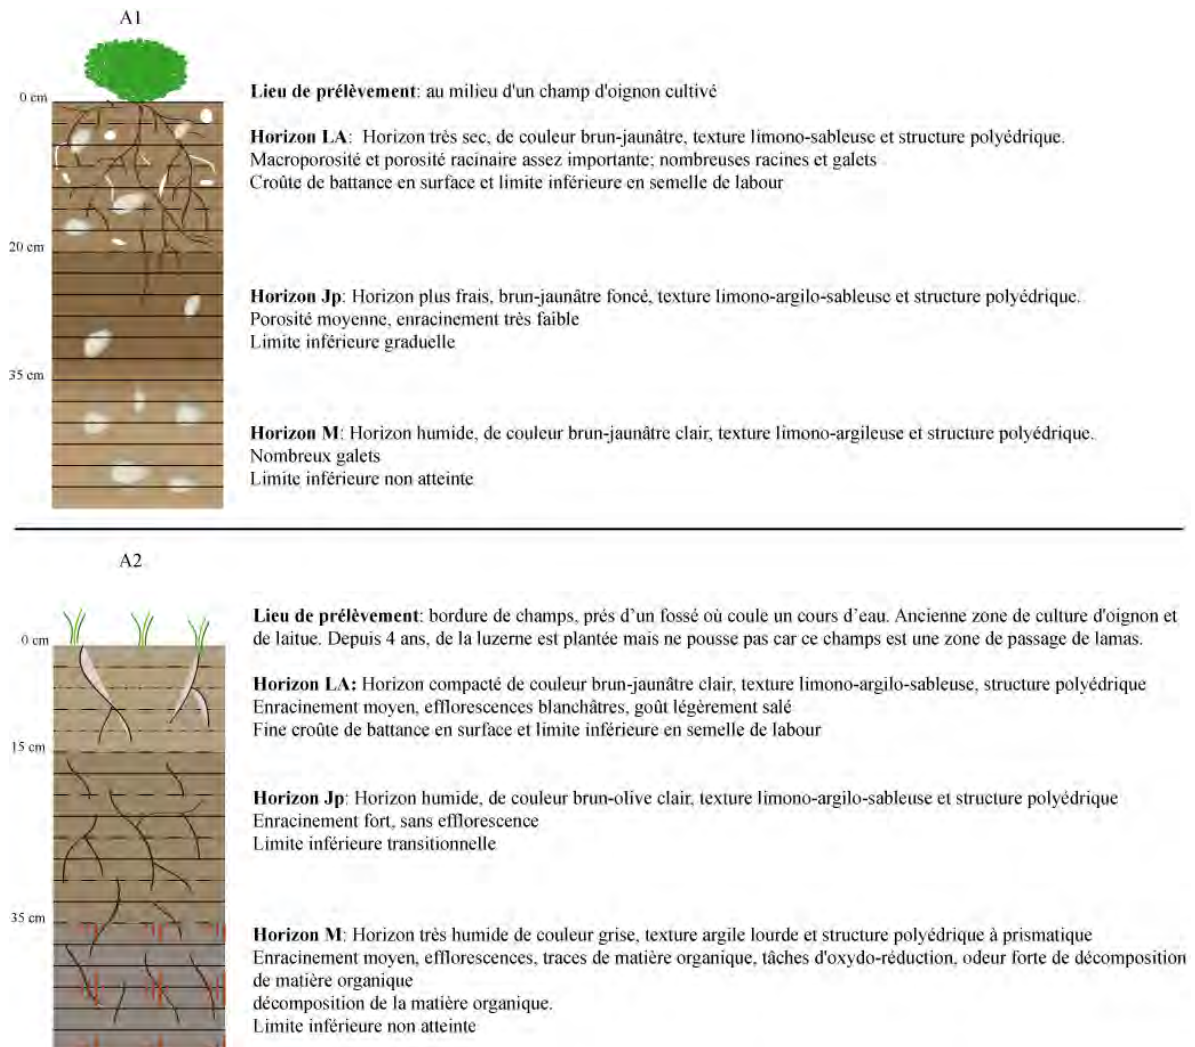 A1
0 cm
Lieu de prélèvement: au milieu d'un champ d'oignon cultivé
Horizon LA: Horizon très sec, de couleur brun-jaunâtre, texture limono-sableuse et structure polyédrique.
Macroporosité et porosité racinaire assez importante; nombreuses racines et galets
Croûte de battance en surface et limite inférieure en semelle de labour
20 cm
Horizon Jp: Horizon plus frais, brun-jaunâtre foncé, texture limono-argilo-sableuse et structure polyédrique.
Porosité moyenne, enracinement très faible
Limite inférieure graduelle
35 cm
Horizon M: Horizon humide, de couleur brun-jaunâtre clair, texture limono-argileuse et structure polyédrique.
Nombreux galets
Limite inférieure non atteinte
A2
0 cm
Lieu de prélèvement: bordure de champs, prés d’un fossé où coule un cours d’eau. Ancienne zone de culture d'oignon et
de laitue. Depuis 4 ans, de la luzerne est plantée mais ne pousse pas car ce champs est une zone de passage de lamas.
Horizon LA: Horizon compacté de couleur brun-jaunâtre clair, texture limono-argilo-sableuse, structure polyédrique
Enracinement moyen, efflorescences blanchâtres, goût légèrement salé
Fine croûte de battance en surface et limite inférieure en semelle de labour
15 cm
Horizon Jp: Horizon humide, de couleur brun-olive clair, texture limono-argilo-sableuse et structure polyédrique
Enracinement fort, sans efflorescence
Limite inférieure transitionnelle
35 cm
Horizon M: Horizon très humide de couleur grise, texture argile lourde et structure polyédrique à prismatique
Enracinement moyen, efflorescences, traces de matière organique, tâches d'oxydo-réduction, odeur forte de décomposition
de matière organique
décomposition de la matière organique.
Limite inférieure non atteinte